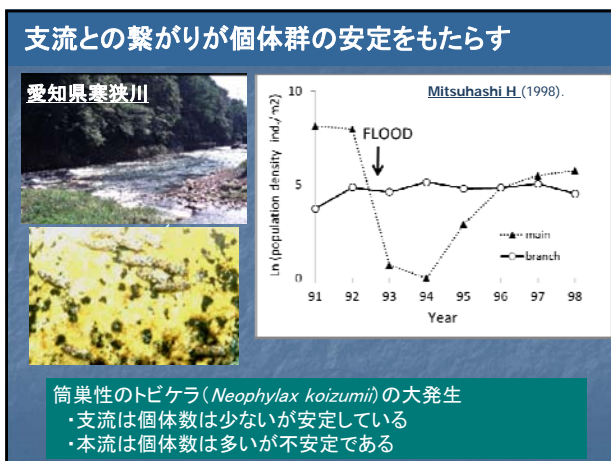 支流との繋がりが個体群の安定をもたらす
愛知県寒狭川
Mitsuhashi H (1998).
Ln (population density ind./m2)
10
5
0
FLOOD
main
branch
91 92 93 94 95 96 97 98
Year
筒巣性のトビケラ(Neophylax koizumii)の大発生
・支流は個体数は少ないが安定している
・本流は個体数は多いが不安定である